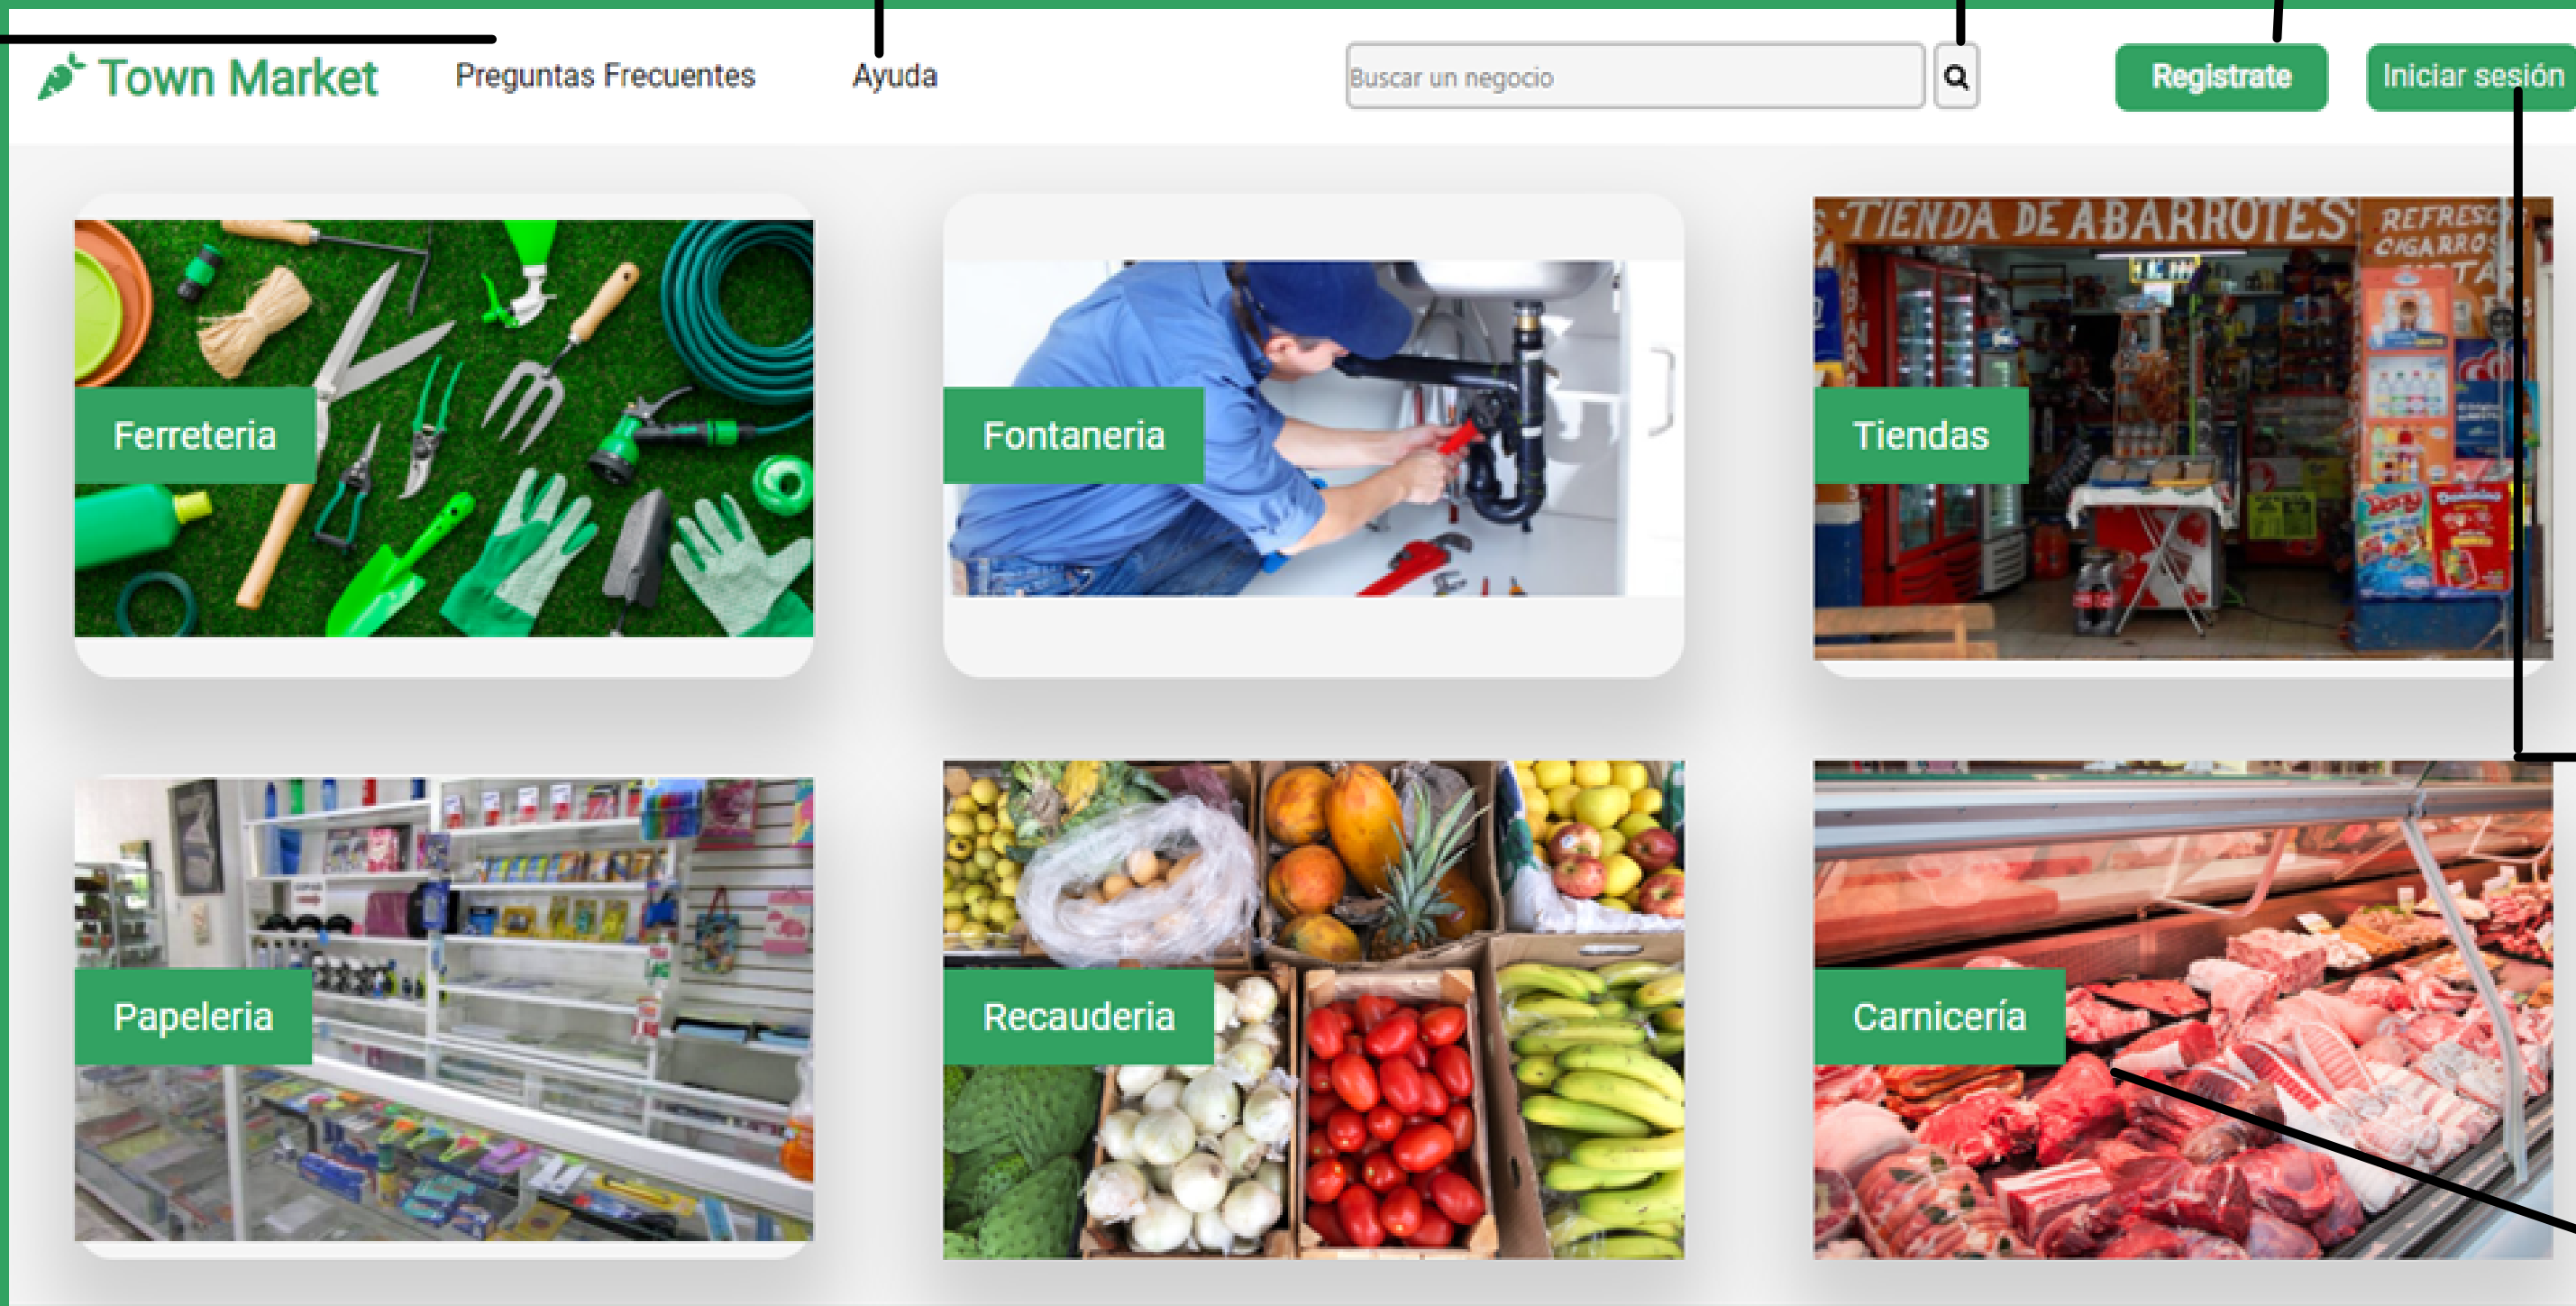 Town Market
Preguntas Frecuentes
Ayuda
Buscar un negocio
Registrate
Iniciar sesión
TIENDA DE ABARROTES
REFRESC
CIGARROS
Ferreteria
Fontaneria
Tiendas
Papeleria
Recauderia
Carnicería